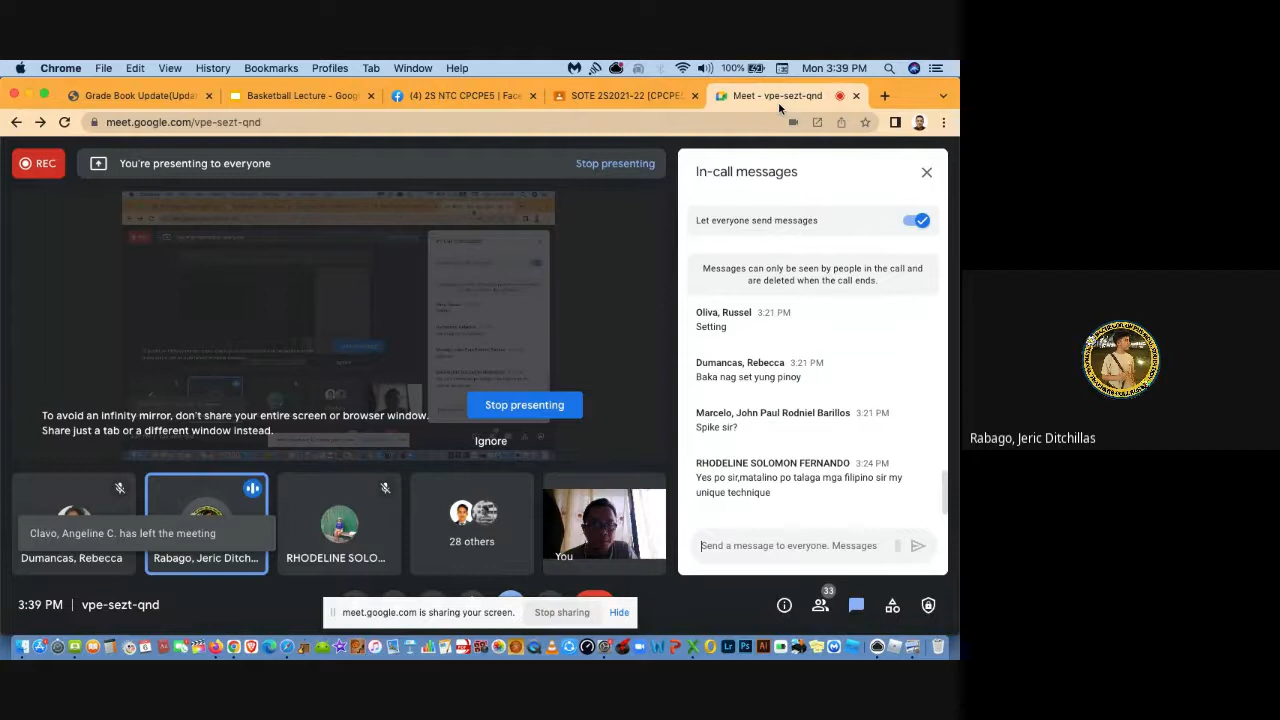 Chrome File Edit View History Bookmarks Profiles Tab Window Help 100% Mon 3:39 PM
Grade Book Update(Upda Basketball Lecture - Goog (4) 2S NTC CPCPE5 | Face SOTE 2S2021-22 [CPCPE5 Meet - vpe-sezt-qnd
meet.google.com/vpe-sezt-qnd
REC You're presenting to everyone Stop presenting
To avoid an infinity mirror, don't share your entire screen or browser window.
Share just a tab or a different window instead.
Stop presenting
Ignore
Clavo, Angeline C. has left the meeting
Dumancas, Rebecca
Rabago, Jeric Ditch...
RHODELINE SOLO...
28 others
You
3:39 PM | vpe-sezt-qnd
meet.google.com is sharing your screen. Stop sharing Hide
33
In-call messages
Let everyone send messages
Messages can only be seen by people in the call and
are deleted when the call ends.
Oliva, Russel 3:21 PM
Setting
Dumancas, Rebecca 3:21 PM
Baka nag set yung pinoy
Marcelo, John Paul Rodniel Barillos 3:21 PM
Spike sir?
RHODELINE SOLOMON FERNANDO 3:24 PM
Yes po sir,matalino po talaga mga filipino sir my
unique technique
Send a message to everyone. Messages
Rabago, Jeric Ditchillas